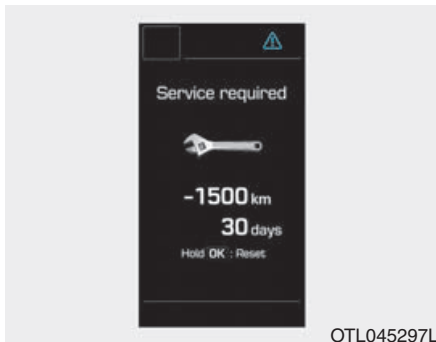 Service required
-1500 km
30 days
Hold OK : Reset
OTL045297L